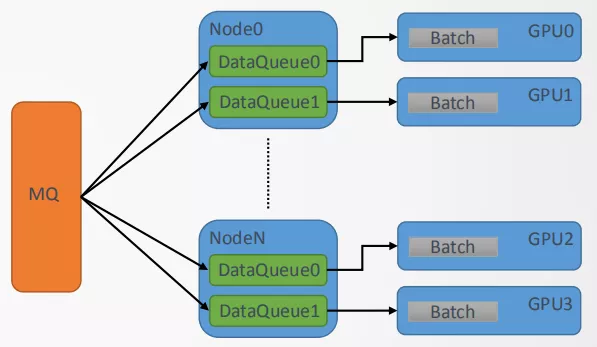 MQ
Node0
DataQueue0
DataQueue1
Batch
GPU0
Batch
GPU1
NodeN
DataQueue0
DataQueue1
Batch
GPU2
Batch
GPU3